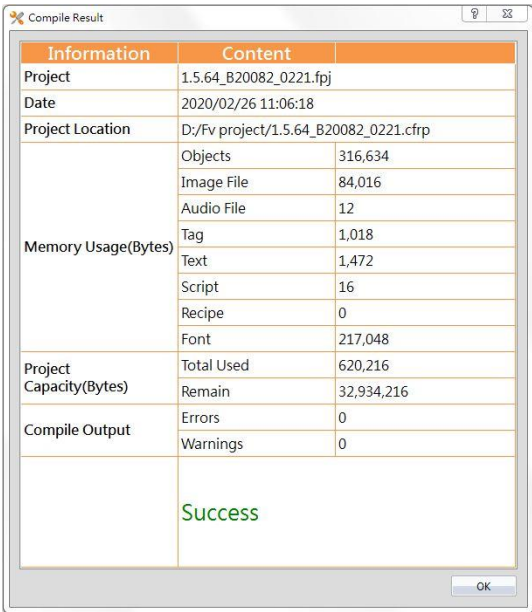 Compile Result
Information Content
Project 1.5.64_B20082_0221.fpj
Date 2020/02/26 11:06:18
Project Location D:/Fv project/1.5.64_B20082_0221.cfrp
Memory Usage(Bytes)
Objects 316,634
Image File 84,016
Audio File 12
Tag 1,018
Text 1,472
Script 16
Recipe 0
Font 217,048
Project
Capacity(Bytes)
Total Used 620,216
Remain 32,934,216
Compile Output
Errors 0
Warnings 0
Success
OK